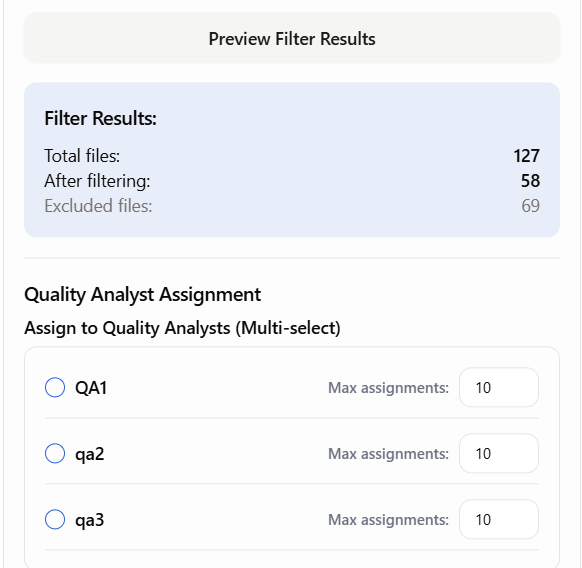 Preview Filter Results
Filter Results:
Total files: 127
After filtering: 58
Excluded files: 69
Quality Analyst Assignment
Assign to Quality Analysts (Multi-select)
QA1 Max assignments: 10
qa2 Max assignments: 10
qa3 Max assignments: 10